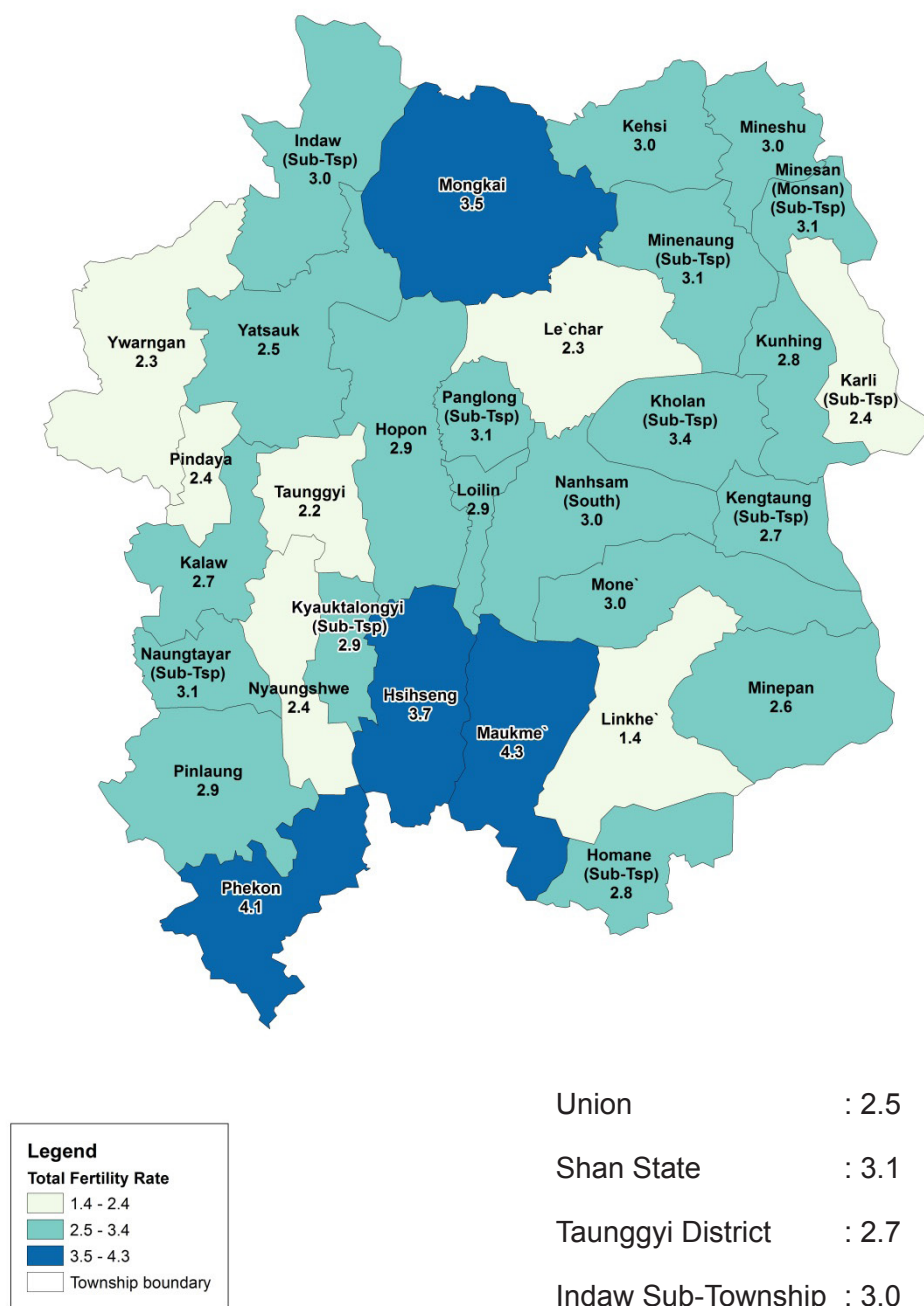 Indaw
(Sub-Tsp)
3.0
Mongkai
3.5
Kehsi
3.0
Mineshu
3.0
Minesan
(Monsan)
(Sub-Tsp)
3.1
Minenaung
(Sub-Tsp)
3.1
Ywarngan
2.3
Yatsauk
2.5
Le`char
2.3
Kunhing
2.8
Karli
(Sub-Tsp)
2.4
Pindaya
2.4
Hopon
2.9
Panglong
(Sub-Tsp)
3.1
Kholan
(Sub-Tsp)
3.4
Taunggyi
2.2
Loilin
2.9
Nanhsam
(South)
3.0
Kengtaung
(Sub-Tsp)
2.7
Kalaw
2.7
Mone`
3.0
Kyauktalongyi
(Sub-Tsp)
2.9
Naungtayar
(Sub-Tsp)
3.1
Nyaungshwe
2.4
Hsihseng
3.7
Maukme`
4.3
Linkhe`
1.4
Minepan
2.6
Pinlaung
2.9
Homane
(Sub-Tsp)
2.8
Phekon
4.1
Legend
Total Fertility Rate
1.4 - 2.4
2.5 - 3.4
3.5 - 4.3
Township boundary
Union : 2.5
Shan State : 3.1
Taunggyi District : 2.7
Indaw Sub-Township : 3.0